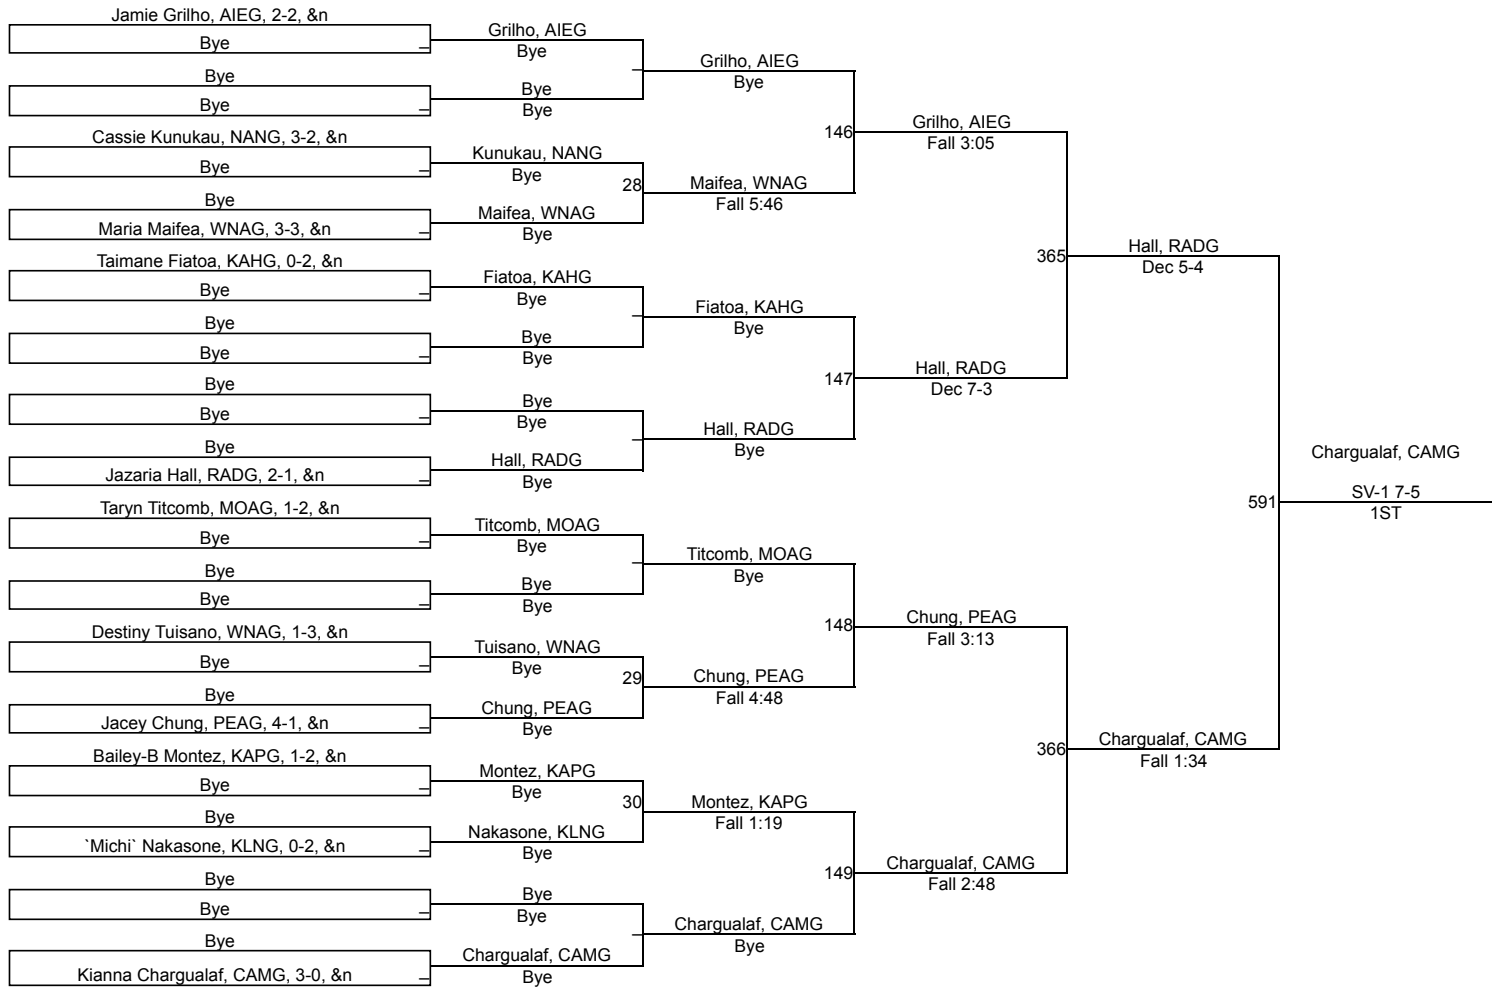 Jamie Grilho, AIEG, 2-2, &n
Bye
Bye
Bye
Cassie Kunukau, NANG, 3-2, &n
Bye
Bye
Maria Maifea, WNAG, 3-3, &n
Taimane Fiatoa, KAHG, 0-2, &n
Bye
Bye
Bye
Bye
Bye
Bye
Jazaria Hall, RADG, 2-1, &n
Taryn Titcomb, MOAG, 1-2, &n
Bye
Bye
Bye
Destiny Tuisano, WNAG, 1-3, &n
Bye
Bye
Jacey Chung, PEAG, 4-1, &n
Bailey-B Montez, KAPG, 1-2, &n
Bye
Bye
`Michi` Nakasone, KLNG, 0-2, &n
Bye
Bye
Bye
Kianna Chargualaf, CAMG, 3-0, &n
Grilho, AIEG
Bye
Bye
Bye
Kunukau, NANG
Bye
28
Maifea, WNAG
Bye
Fiatoa, KAHG
Bye
Bye
Bye
Bye
Bye
Hall, RADG
Bye
Titcomb, MOAG
Bye
Bye
Bye
Tuisano, WNAG
Bye
29
Chung, PEAG
Bye
Montez, KAPG
Bye
30
Nakasone, KLNG
Bye
Bye
Bye
Chargualaf, CAMG
Bye
Grilho, AIEG
Bye
146
Maifea, WNAG
Fall 5:46
Fiatoa, KAHG
Bye
147
Hall, RADG
Bye
Titcomb, MOAG
Bye
148
Chung, PEAG
Fall 4:48
Montez, KAPG
Fall 1:19
149
Chargualaf, CAMG
Bye
Grilho, AIEG
Fall 3:05
365
Hall, RADG
Dec 7-3
Chung, PEAG
Fall 3:13
366
Chargualaf, CAMG
Fall 2:48
Hall, RADG
Dec 5-4
591
Chargualaf, CAMG
Fall 1:34
Chargualaf, CAMG
SV-1 7-5
1ST